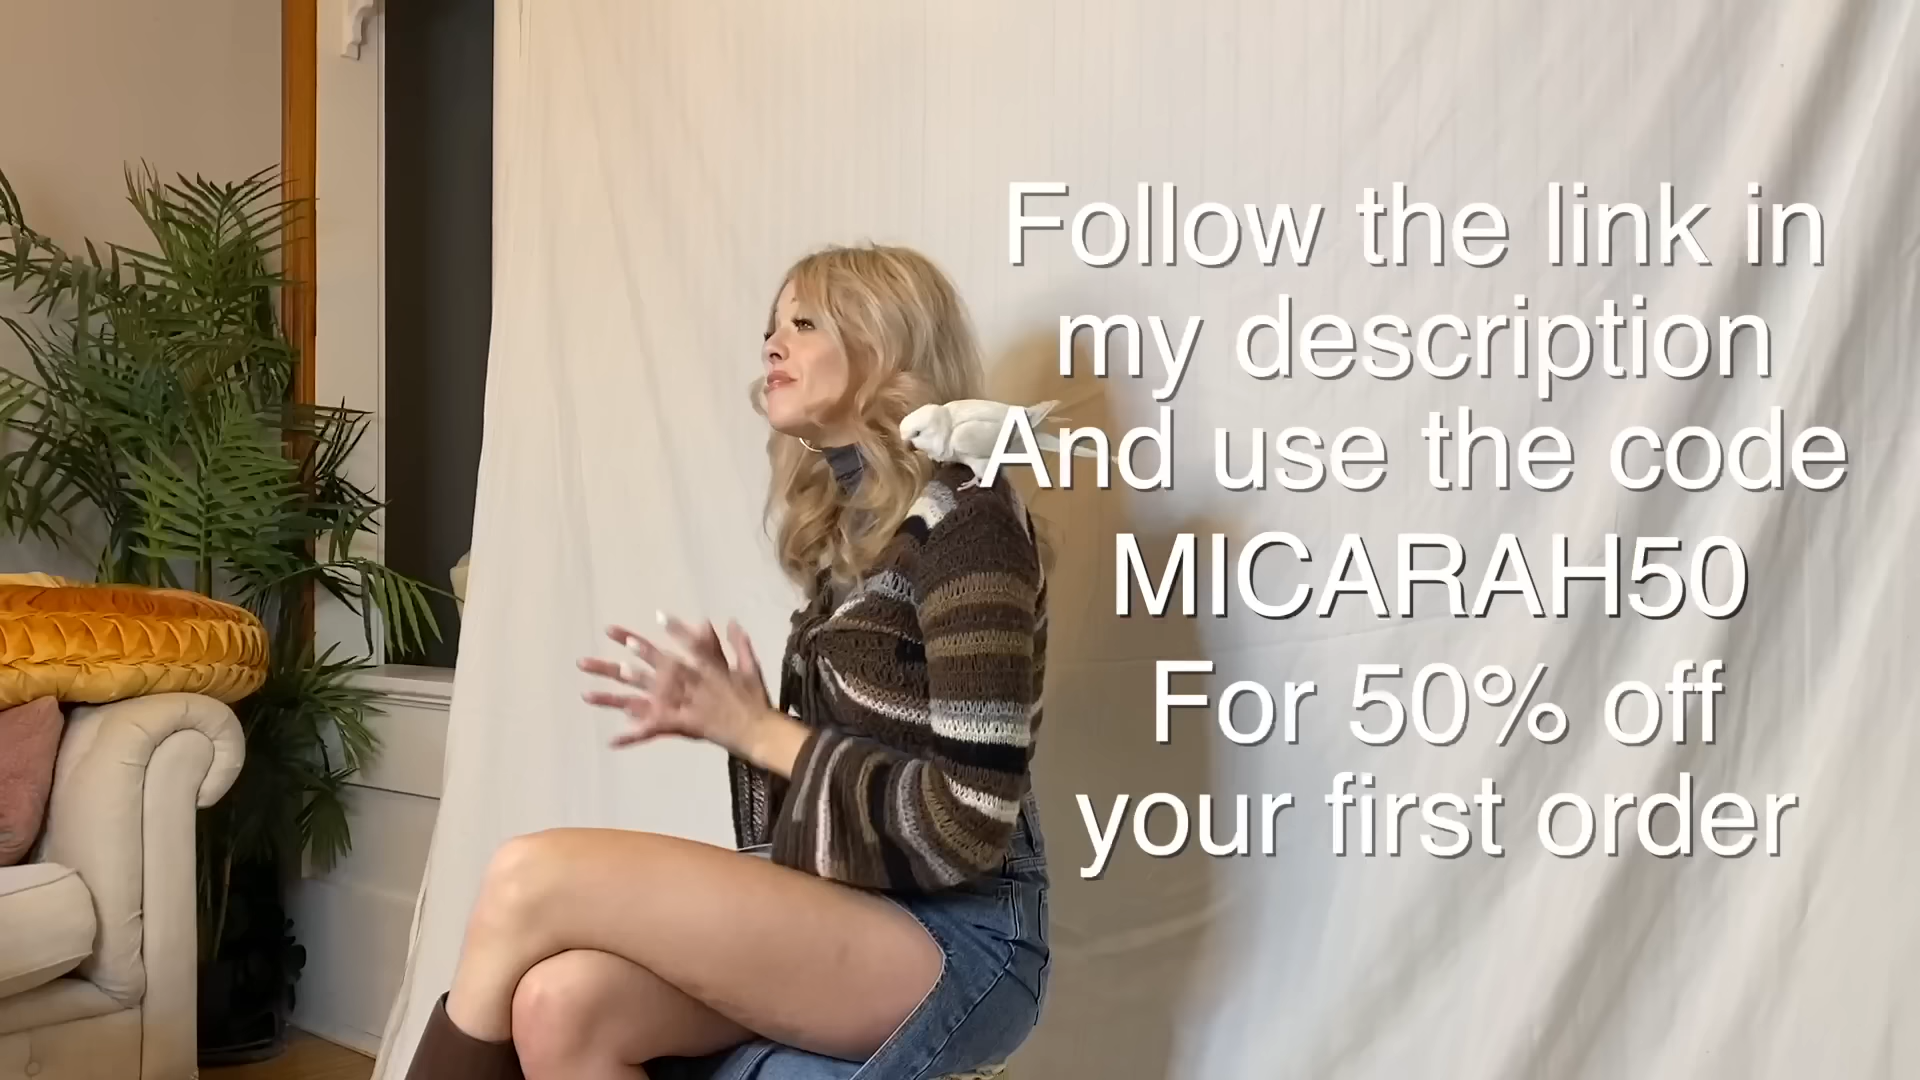 Follow the link in
my description
And use the code
MICARAH50
For 50% off
your first order